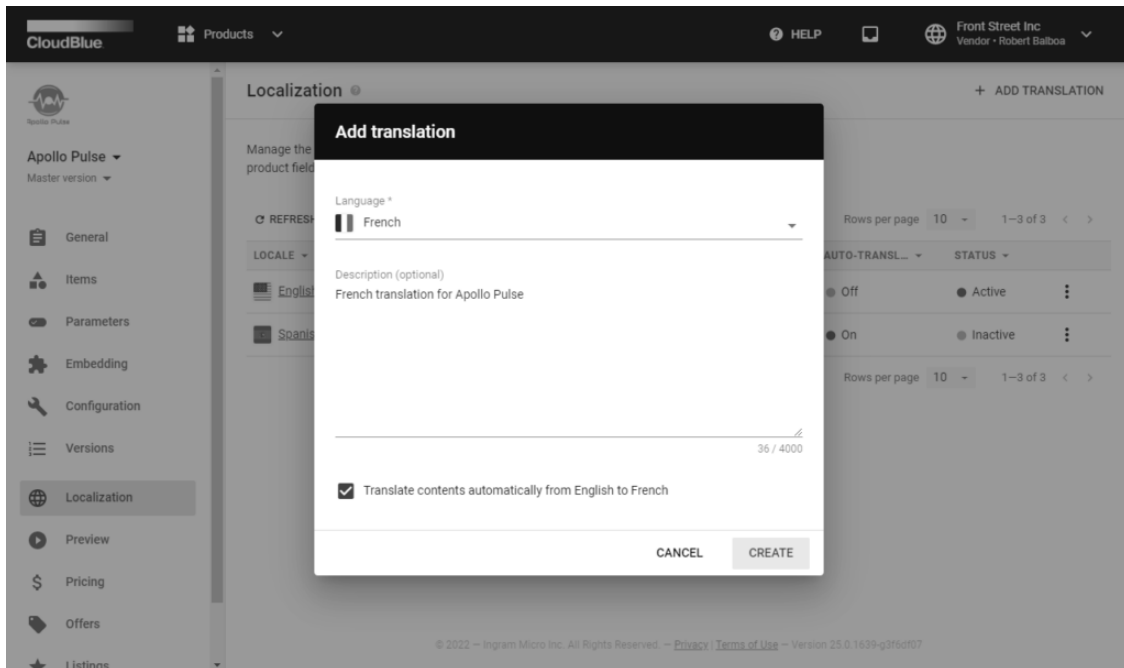 CloudBlue
Products
HELP
Front Street Inc
Vendor • Robert Balboa
Apollo Pulse
Apollo Pulse
Master version
General
Items
Parameters
Embedding
Configuration
Versions
Localization
Preview
Pricing
Offers
Listings
Localization
+ ADD TRANSLATION
Manage the
product field
REFRESH
Rows per page 10 1–3 of 3
LOCALE AUTO-TRANSL... STATUS
English Off Active
Spanis On Inactive
Rows per page 10 1–3 of 3
Add translation
Language *
French
Description (optional)
French translation for Apollo Pulse
36 / 4000
Translate contents automatically from English to French
CANCEL CREATE
© 2022 — Ingram Micro Inc. All Rights Reserved. — Privacy | Terms of Use — Version 25.0.1639-g3f6df07